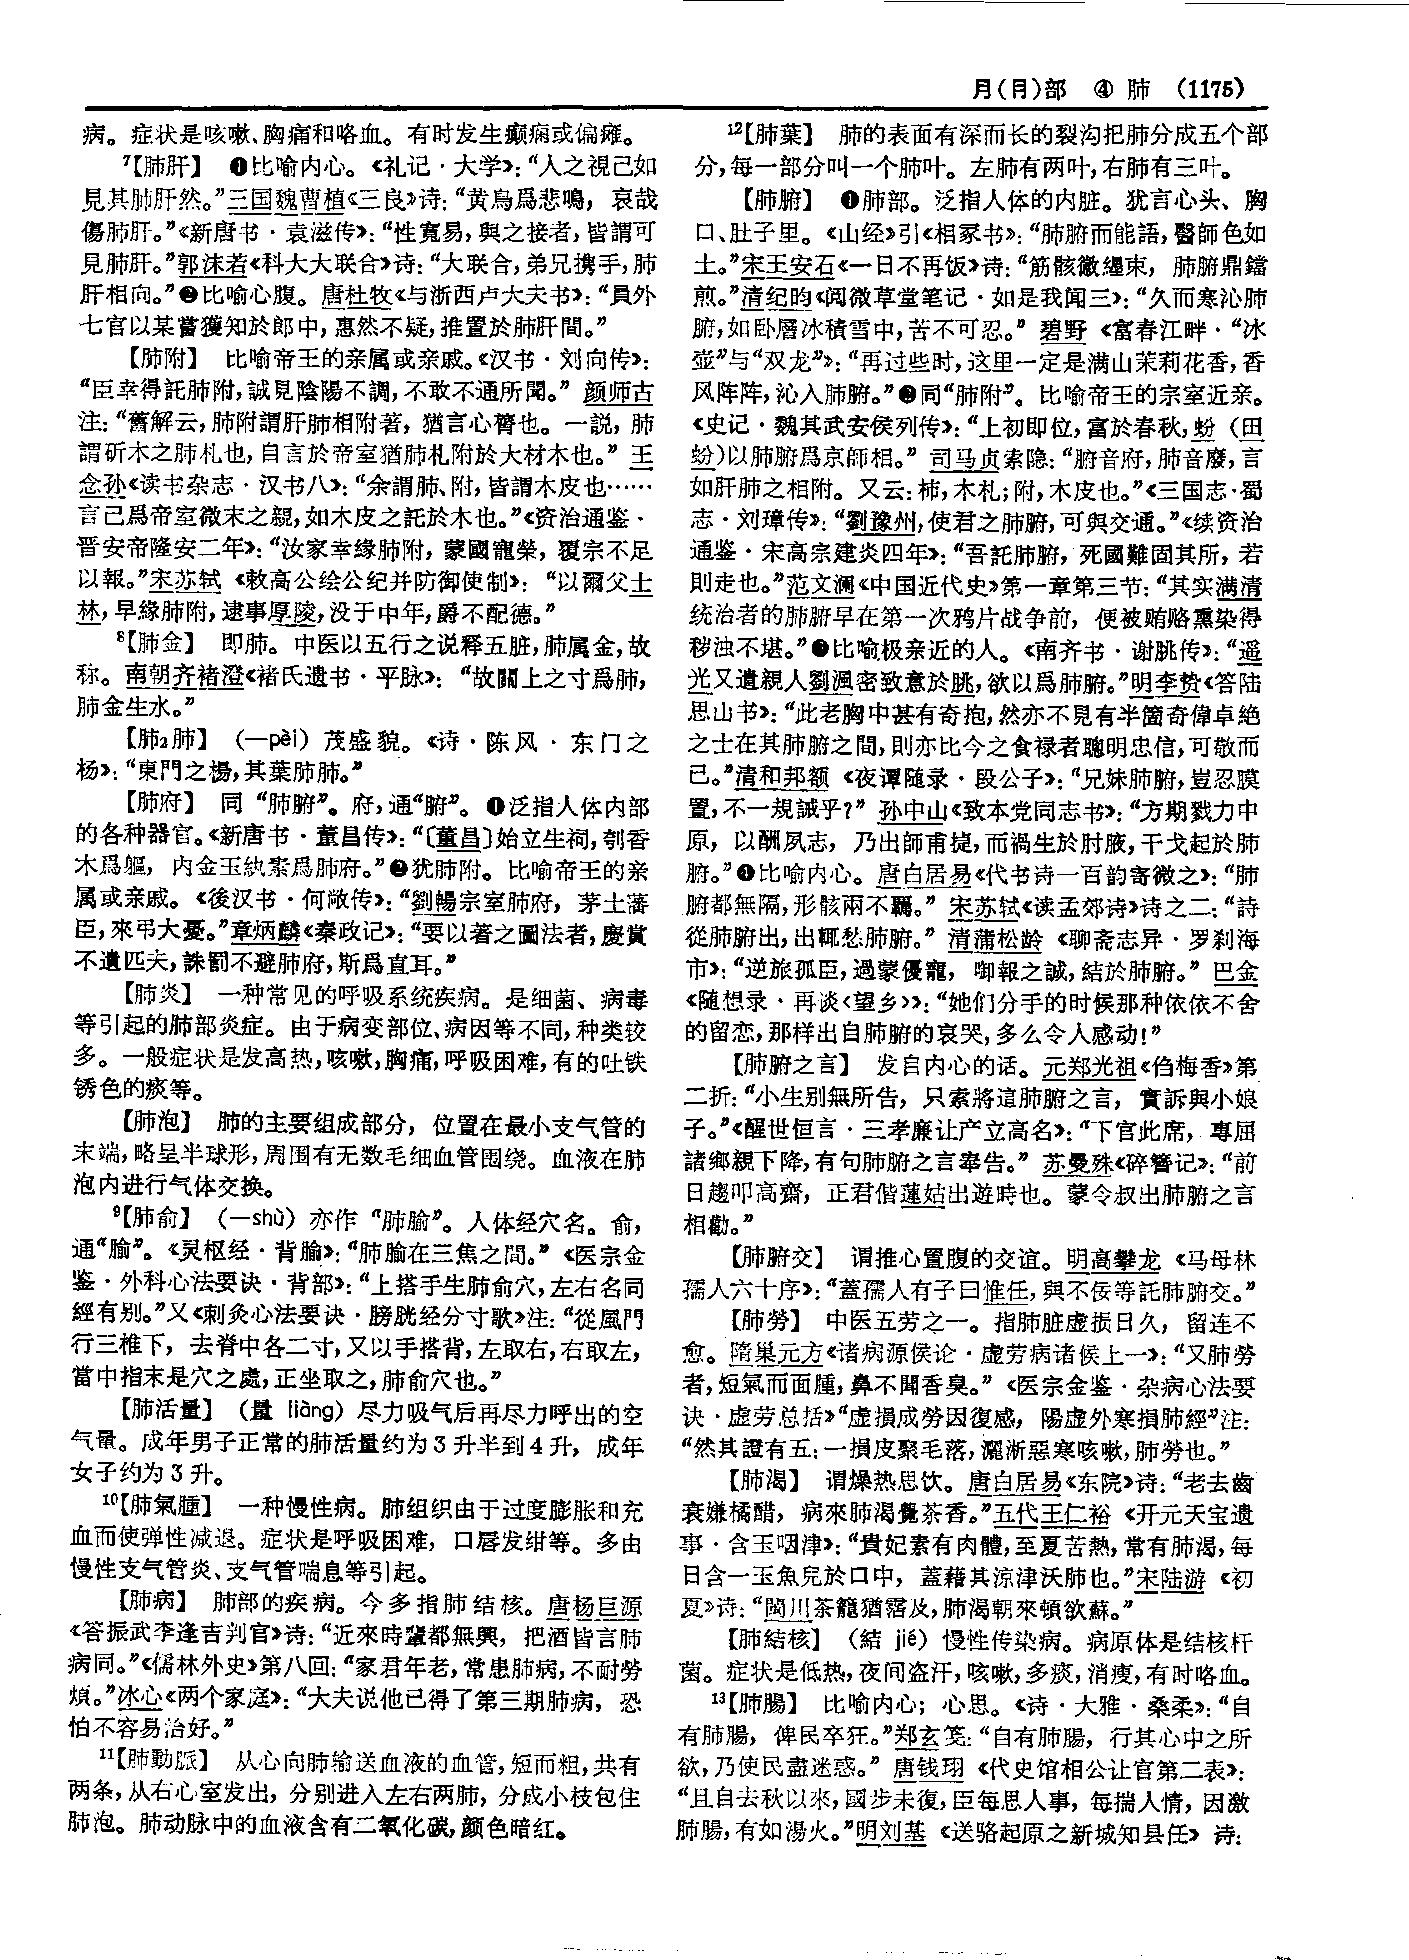 月(⺼)部　④　肺　(1175)
病。症状是咳嗽、胸痛和咯血。有时发生癫痫或偏瘫。
⁷【肺肝】 ❶比喻内心。《礼记·大学》：“人之視己如
見其肺肝然。”三国魏曹植《三良》诗：“黄鳥爲悲鳴，哀哉
傷肺肝。”《新唐书·袁滋传》：“性寬易，與之接者，皆謂可
見肺肝。”郭沫若《科大大联合》诗：“大联合，弟兄携手，肺
肝相向。”❷比喻心腹。唐杜牧《与浙西卢大夫书》：“員外
七官以某嘗獲知於郎中，惠然不疑，推置於肺肝間。”
【肺附】 比喻帝王的亲属或亲戚。《汉书·刘向传》：
“臣幸得託肺附，誠見陰陽不調，不敢不通所聞。” 颜师古
注：“舊解云，肺附謂肝肺相附著，猶言心膂也。一説，肺
謂斫木之肺札也，自言於帝室猶肺札附於大材木也。” 王
念孙《读书杂志·汉书八》：“余謂肺、附，皆謂木皮也……
言己爲帝室微末之親，如木皮之託於木也。”《资治通鉴·
晋安帝隆安二年》：“汝家幸緣肺附，蒙國寵榮，覆宗不足
以報。”宋苏轼 《敕高公绘公纪并防御使制》：“以爾父士
林，早緣肺附，逮事厚陵，没于中年，爵不配德。”
⁸【肺金】 即肺。中医以五行之说释五脏，肺属金，故
称。南朝齐褚澄《褚氏遗书·平脉》：“故關上之寸爲肺，
肺金生水。”
【肺₂肺】 （—pèi）茂盛貌。《诗·陈风·东门之
杨》：“東門之楊，其葉肺肺。”
【肺府】 同“肺腑”。府，通“腑”。❶泛指人体内部
的各种器官。《新唐书·董昌传》：“〔董昌〕始立生祠，刳香
木爲軀，内金玉紈素爲肺府。”❷犹肺附。比喻帝王的亲
属或亲戚。《後汉书·何敞传》：“劉暢宗室肺府，茅土藩
臣，來弔大憂。”章炳麟《秦政记》：“要以著之圖法者，慶賞
不遺匹夫，誅罰不避肺府，斯爲直耳。”
【肺炎】 一种常见的呼吸系统疾病。是细菌、病毒
等引起的肺部炎症。由于病变部位、病因等不同，种类较
多。一般症状是发高热，咳嗽，胸痛，呼吸困难，有的吐铁
锈色的痰等。
【肺泡】 肺的主要组成部分，位置在最小支气管的
末端，略呈半球形，周围有无数毛细血管围绕。血液在肺
泡内进行气体交换。
⁹【肺俞】 （—shù）亦作“肺腧”。人体经穴名。俞，
通“腧”。《灵枢经·背腧》：“肺腧在三焦之間。”《医宗金
鉴·外科心法要诀·背部》：“上搭手生肺俞穴，左右名同
經有别。”又《刺灸心法要诀·膀胱经分寸歌》注：“從風門
行三椎下，去脊中各二寸，又以手搭背，左取右，右取左，
當中指末是穴之處，正坐取之，肺俞穴也。”
【肺活量】 （量 liàng）尽力吸气后再尽力呼出的空
气量。成年男子正常的肺活量约为3升半到4升，成年
女子约为3升。
¹⁰【肺氣腫】 一种慢性病。肺组织由于过度膨胀和充
血而使弹性减退。症状是呼吸困难，口唇发绀等。多由
慢性支气管炎、支气管喘息等引起。
【肺病】 肺部的疾病。今多指肺结核。唐杨巨源
《答振武李逢吉判官》诗：“近來時輩都無興，把酒皆言肺
病同。”《儒林外史》第八回：“家君年老，常患肺病，不耐勞
煩。”冰心《两个家庭》：“大夫说他已得了第三期肺病，恐
怕不容易治好。”
¹¹【肺動脈】 从心向肺输送血液的血管，短而粗，共有
两条，从右心室发出，分别进入左右两肺，分成小枝包住
肺泡。肺动脉中的血液含有二氧化碳，颜色暗红。
¹²【肺葉】 肺的表面有深而长的裂沟把肺分成五个部
分，每一部分叫一个肺叶。左肺有两叶，右肺有三叶。
【肺腑】 ❶肺部。泛指人体的内脏。犹言心头、胸
口、肚子里。《山经》引《相冢书》：“肺腑而能語，醫師色如
土。”宋王安石《一日不再饭》诗：“筋骸徽纆束，肺腑鼎鐺
煎。”清纪昀《阅微草堂笔记·如是我闻三》：“久而寒沁肺
腑，如卧層冰積雪中，苦不可忍。” 碧野 《富春江畔·“冰
壶”与“双龙”》：“再过些时，这里一定是满山茉莉花香，香
风阵阵，沁入肺腑。”❷同“肺附”。比喻帝王的宗室近亲。
《史记·魏其武安侯列传》：“上初即位，富於春秋，蚡（田
蚡）以肺腑爲京師相。” 司马贞索隐：“腑音府，肺音廢，言
如肝肺之相附。又云：柿，木札；附，木皮也。”《三国志·蜀
志·刘璋传》：“劉豫州，使君之肺腑，可與交通。”《续资治
通鉴·宋高宗建炎四年》：“吾託肺腑，死國難固其所，若
則走也。”范文澜《中国近代史》第一章第三节：“其实满清
统治者的肺腑早在第一次鸦片战争前，便被贿赂熏染得
秽浊不堪。”❸比喻极亲近的人。《南齐书·谢朓传》：“遥
光又遣親人劉渢密致意於朓，欲以爲肺腑。”明李贽《答陆
思山书》：“此老胸中甚有奇抱，然亦不見有半箇奇偉卓絶
之士在其肺腑之間，則亦比今之食禄者聰明忠信，可敬而
已。”清和邦额 《夜谭随录·段公子》：“兄妹肺腑，豈忍膜
置，不一規誡乎？” 孙中山《致本党同志书》：“方期戮力中
原，以酬夙志，乃出師甫捷，而禍生於肘腋，干戈起於肺
腑。”❹比喻内心。唐白居易《代书诗一百韵寄微之》：“肺
腑都無隔，形骸兩不羈。” 宋苏轼《读孟郊诗》诗之二：“詩
從肺腑出，出輒愁肺腑。” 清蒲松龄 《聊斋志异·罗刹海
市》：“逆旅孤臣，過蒙優寵，啣報之誠，結於肺腑。” 巴金
《随想录·再谈〈望乡〉》：“她们分手的时候那种依依不舍
的留恋，那样出自肺腑的哀哭，多么令人感动！”
【肺腑之言】 发自内心的话。元郑光祖《㑇梅香》第
二折：“小生别無所告，只索將這肺腑之言，實訴與小娘
子。”《醒世恒言·三孝廉让产立高名》：“下官此席，專屈
諸鄉親下降，有句肺腑之言奉告。” 苏曼殊《碎簪记》：“前
日趨叩高齋，正君偕蓮姑出遊時也。蒙令叔出肺腑之言
相勸。”
【肺腑交】 谓推心置腹的交谊。明高攀龙 《马母林
孺人六十序》：“蓋孺人有子曰惟任，與不佞等託肺腑交。”
【肺勞】 中医五劳之一。指肺脏虚损日久，留连不
愈。隋巢元方《诸病源侯论·虚劳病诸侯上一》：“又肺勞
者，短氣而面腫，鼻不聞香臭。”《医宗金鉴·杂病心法要
诀·虚劳总括》“虚損成勞因復感，陽虚外寒損肺經”注：
“然其證有五：一損皮聚毛落，灑淅惡寒咳嗽，肺勞也。”
【肺渴】 谓燥热思饮。唐白居易《东院》诗：“老去齒
衰嫌橘醋，病來肺渴覺茶香。”五代王仁裕 《开元天宝遗
事·含玉咽津》：“貴妃素有肉體，至夏苦熱，常有肺渴，每
日含一玉魚兒於口中，蓋藉其涼津沃肺也。”宋陆游 《初
夏》诗：“閩川茶籠猶霑及，肺渴朝來頓欲蘇。”
【肺結核】 （結 jié）慢性传染病。病原体是结核杆
菌。症状是低热，夜间盗汗，咳嗽，多痰，消瘦，有时咯血。
¹³【肺腸】 比喻内心；心思。《诗·大雅·桑柔》：“自
有肺腸，俾民卒狂。”郑玄笺：“自有肺腸，行其心中之所
欲，乃使民盡迷惑。” 唐钱珝 《代史馆相公让官第二表》：
“且自去秋以來，國步未復，臣每思人事，每揣人情，因激
肺腸，有如湯火。”明刘基 《送骆起原之新城知县任》 诗：